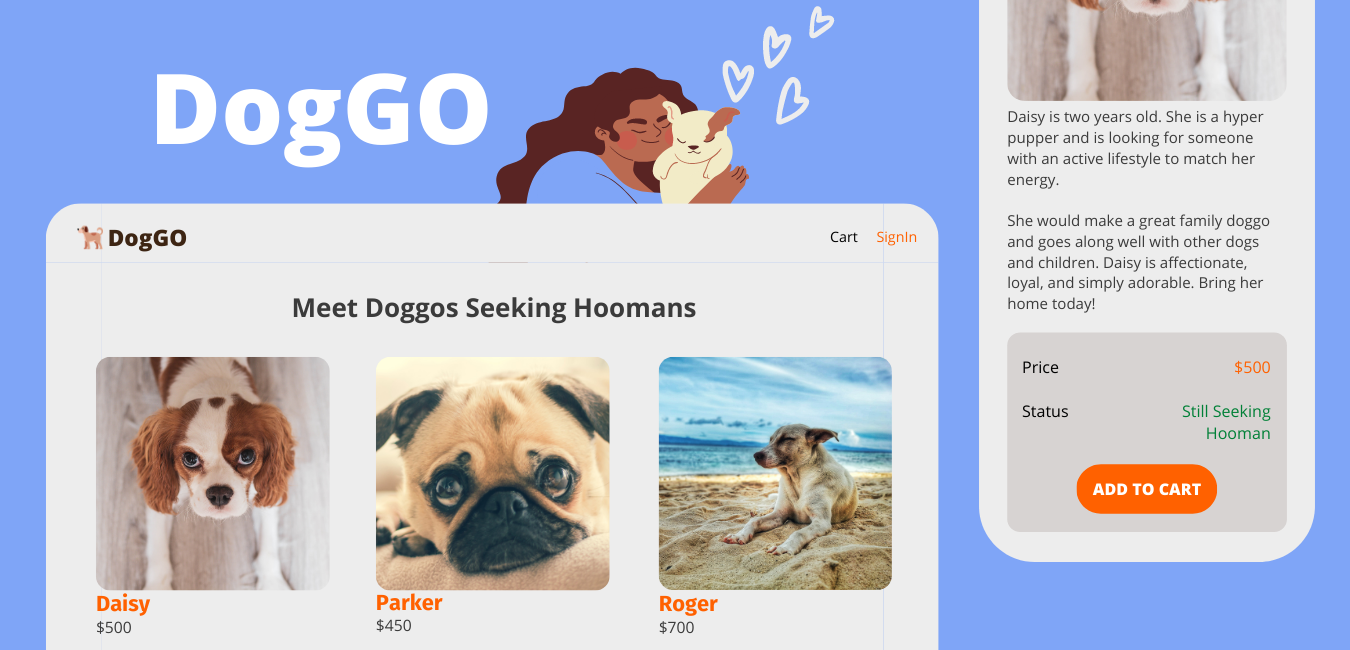 DogGO
DogGO
Cart
SignIn
Meet Doggos Seeking Hoomans
Daisy
$500
Parker
$450
Roger
$700
Daisy is two years old. She is a hyper
pupper and is looking for someone
with an active lifestyle to match her
energy.
She would make a great family doggo
and goes along well with other dogs
and children. Daisy is affectionate,
loyal, and simply adorable. Bring her
home today!
Price
$500
Status
Still Seeking
Hooman
ADD TO CART